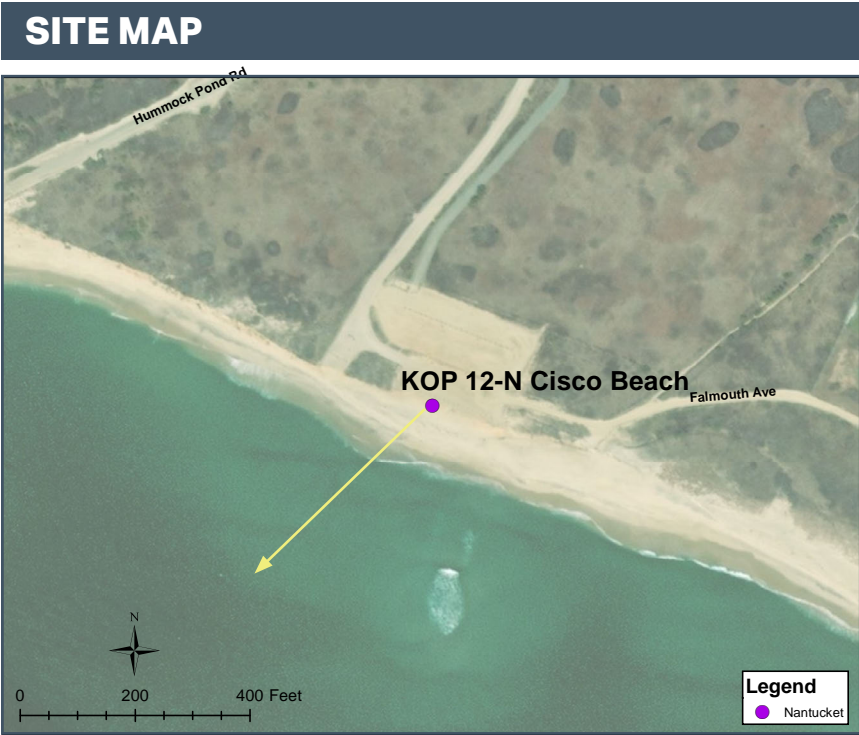 SITE MAP
Hummock Pond Rd
KOP 12-N Cisco Beach
Falmouth Ave
N
0 200 400 Feet
Legend
Nantucket